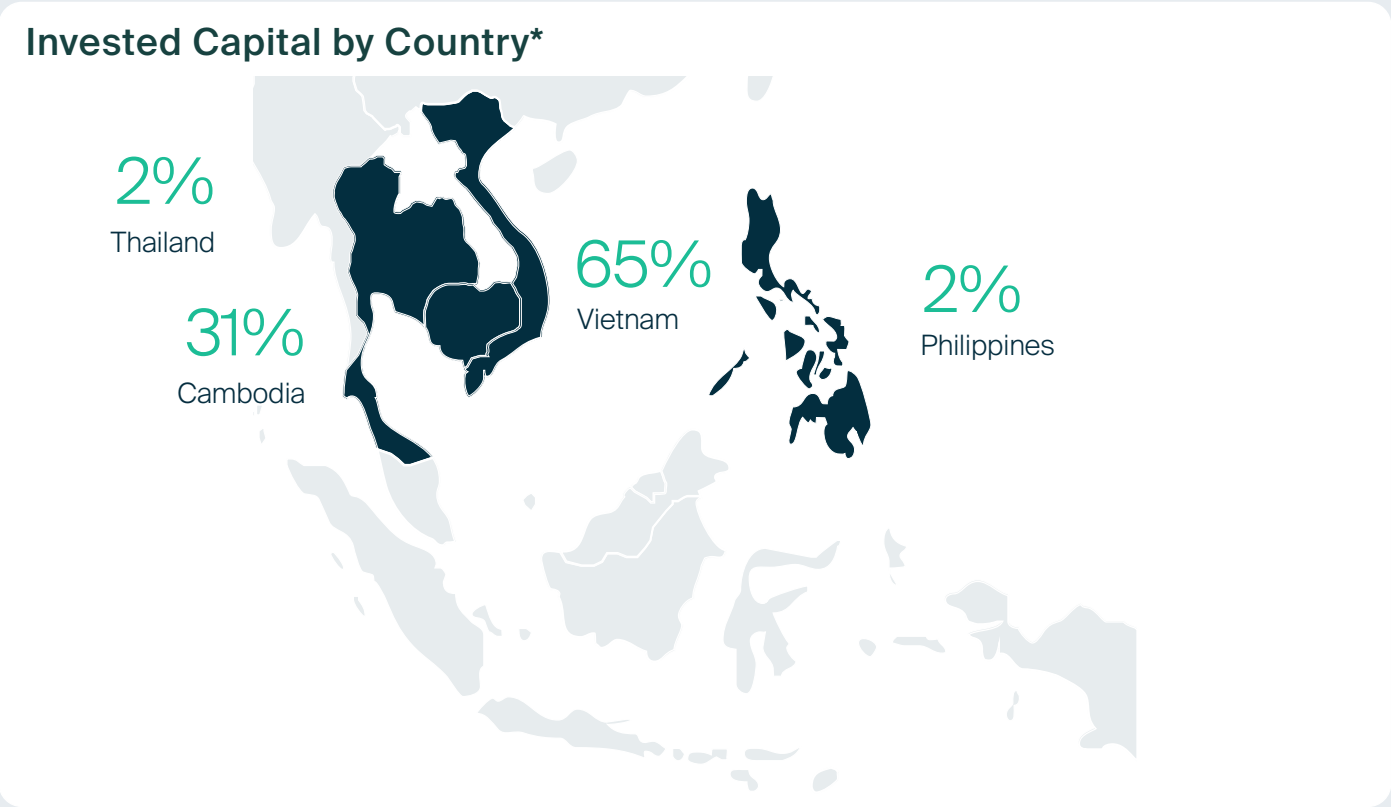 Invested Capital by Country*
2%
Thailand
31%
Cambodia
65%
Vietnam
2%
Philippines